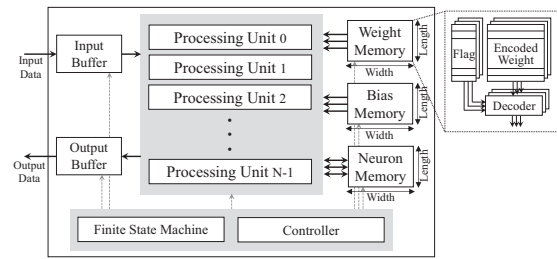 Input
Data
Input
Buffer
Processing Unit 0
Processing Unit 1
Processing Unit 2
Processing Unit N-1
Output
Buffer
Output
Data
Weight
Memory
Length
Width
Bias
Memory
Length
Width
Neuron
Memory
Length
Width
Finite State Machine
Controller
Flag
Encoded
Weight
Decoder